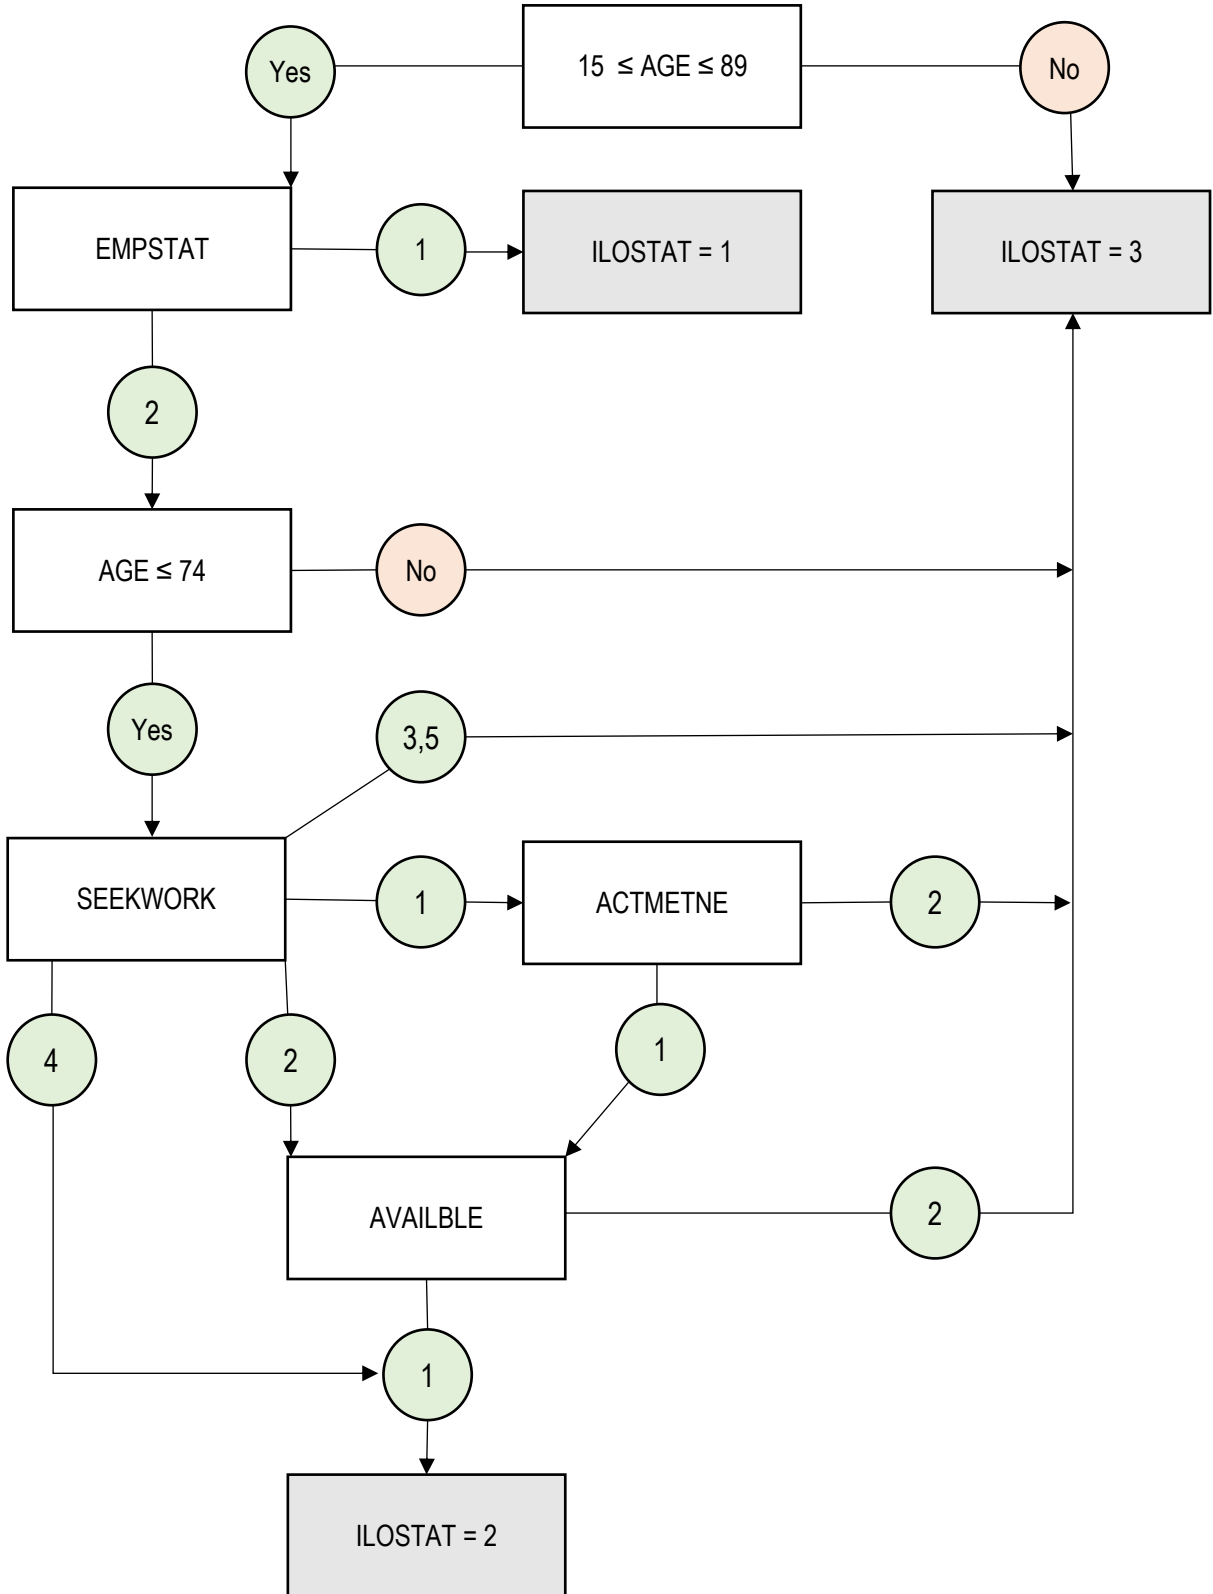 15 ≤ AGE ≤ 89
Yes
No
EMPSTAT
1
ILOSTAT = 1
ILOSTAT = 3
2
AGE ≤ 74
No
Yes
3,5
SEEKWORK
1
ACTMETNE
2
4
2
1
AVAILBLE
2
1
ILOSTAT = 2